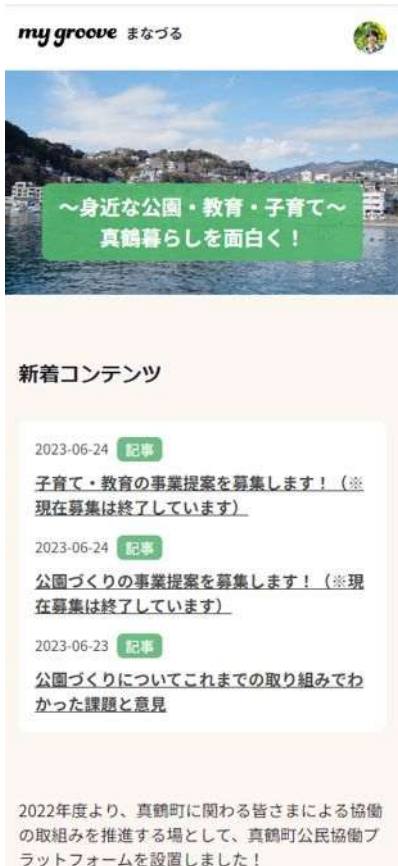 my groove まなづる
～身近な公園・教育・子育て～
真鶴暮らしを面白く！
新着コンテンツ
2023-06-24 記事
子育て・教育の事業提案を募集します！（※
現在募集は終了しています）
2023-06-24 記事
公園づくりの事業提案を募集します！（※現
在募集は終了しています）
2023-06-23 記事
公園づくりについてこれまでの取り組みでわ
かった課題と意見
2022年度より、真鶴町に関わる皆さまによる協働
の取組みを推進する場として、真鶴町公民協働プ
ラットフォームを設置しました！